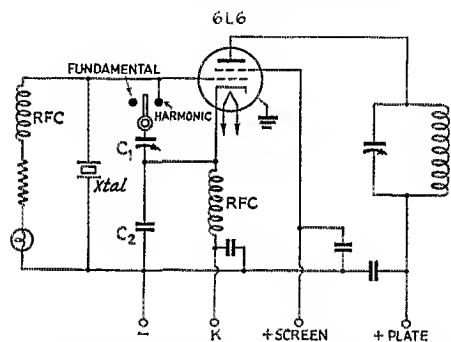 6L6
FUNDAMENTAL
HARMONIC
RFC
C1
Xtal
RFC
C2
–
K
+ SCREEN
+ PLATE